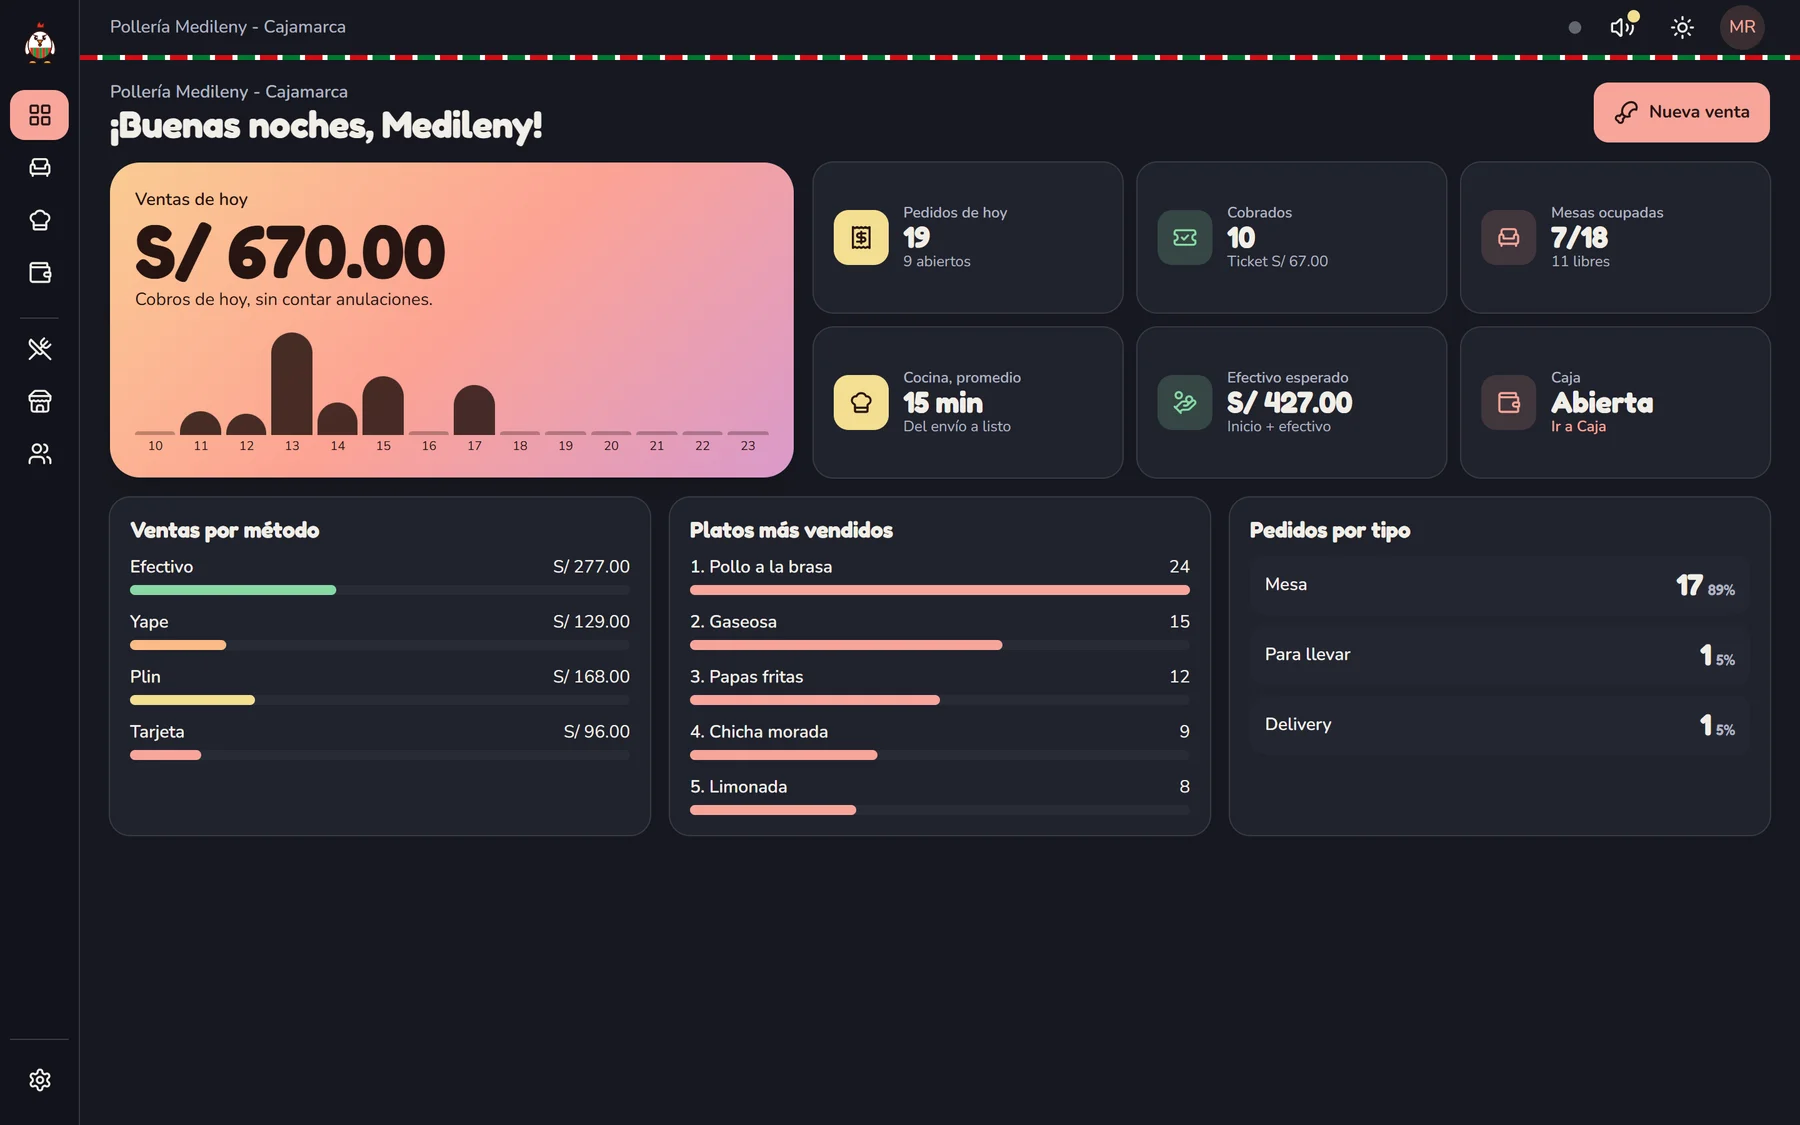 Pollería Medileny - Cajamarca
MR
Pollería Medileny - Cajamarca
¡Buenas noches, Medileny!
Nueva venta
Ventas de hoy
S/ 670.00
Cobros de hoy, sin contar anulaciones.
10 11 12 13 14 15 16 17 18 19 20 21 22 23
Pedidos de hoy
19
9 abiertos
Cobrados
10
Ticket S/ 67.00
Mesas ocupadas
7/18
11 libres
Cocina, promedio
15 min
Del envío a listo
Efectivo esperado
S/ 427.00
Inicio + efectivo
Caja
Abierta
Ir a Caja
Ventas por método
Efectivo S/ 277.00
Yape S/ 129.00
Plin S/ 168.00
Tarjeta S/ 96.00
Platos más vendidos
1. Pollo a la brasa 24
2. Gaseosa 15
3. Papas fritas 12
4. Chicha morada 9
5. Limonada 8
Pedidos por tipo
Mesa 17 89%
Para llevar 1 5%
Delivery 1 5%